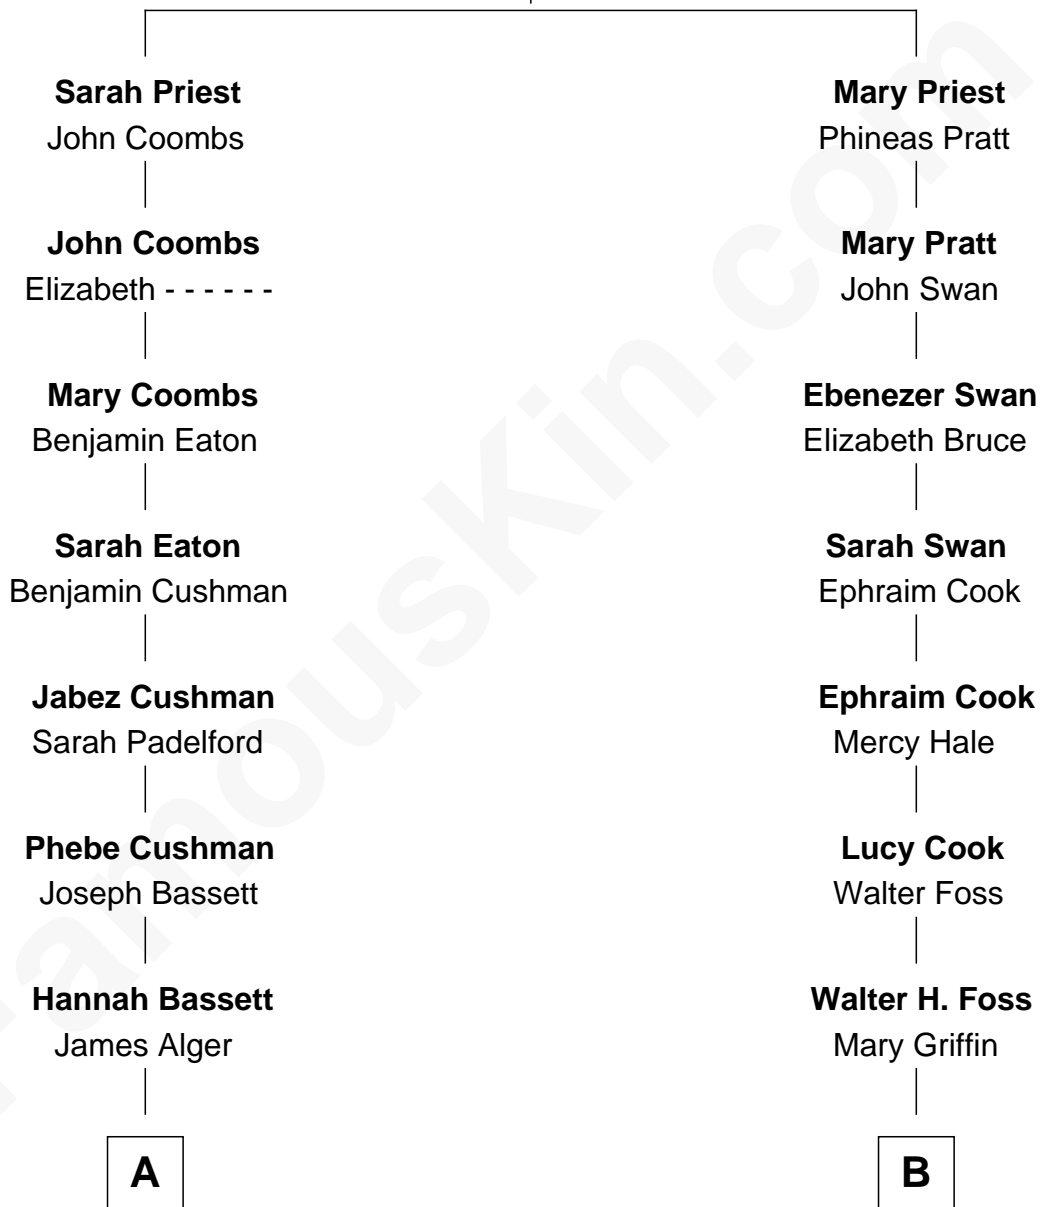 Sarah Priest
John Coombs
John Coombs
Elizabeth - - - - - -
Mary Coombs
Benjamin Eaton
Sarah Eaton
Benjamin Cushman
Jabez Cushman
Sarah Padelford
Phebe Cushman
Joseph Bassett
Hannah Bassett
James Alger
A
Mary Priest
Phineas Pratt
Mary Pratt
John Swan
Ebenezer Swan
Elizabeth Bruce
Sarah Swan
Ephraim Cook
Ephraim Cook
Mercy Hale
Lucy Cook
Walter Foss
Walter H. Foss
Mary Griffin
B
FamousKin.com